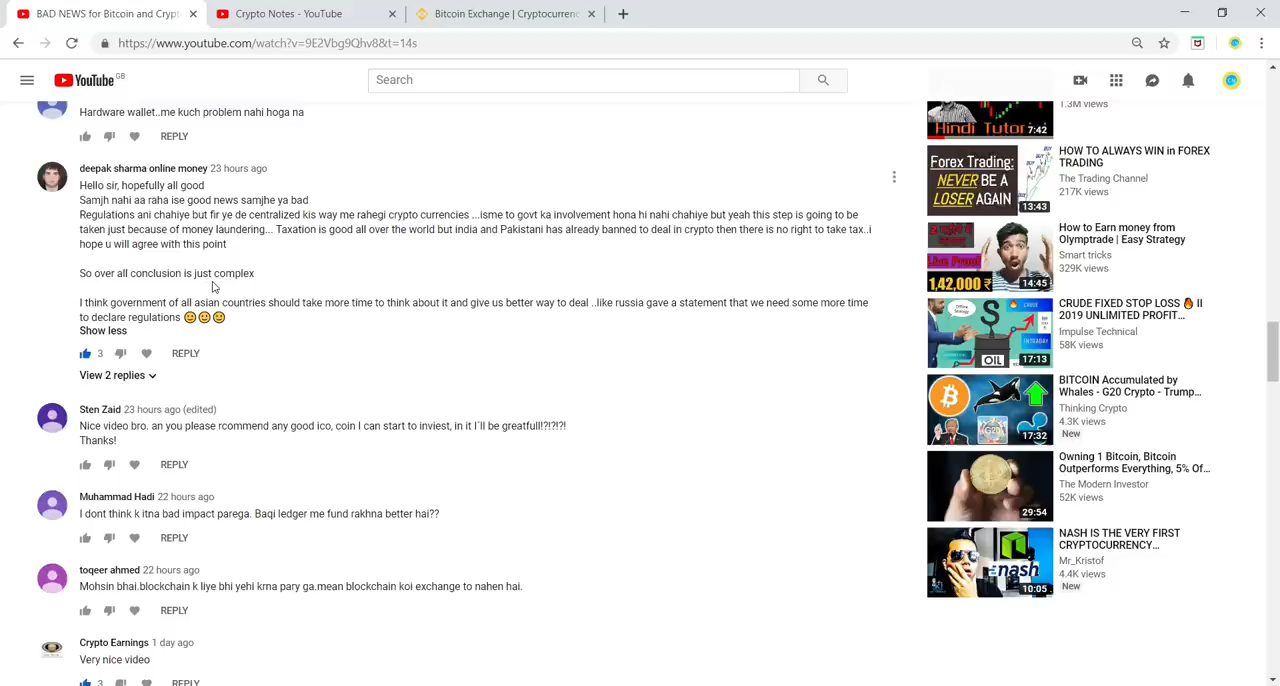 BAD NEWS for Bitcoin and Crypt
Crypto Notes - YouTube
Bitcoin Exchange | Cryptocurrenc
https://www.youtube.com/watch?v=9E2Vbg9Qhv8&t=14s
YouTube GB
Search
Hardware wallet..me kuch problem nahi hoga na
REPLY
deepak sharma online money 23 hours ago
Hello sir, hopefully all good
Samjh nahi aa raha ise good news samjhe ya bad
Regulations ani chahiye but fir ye de centralized kis way me rahegi crypto currencies ...isme to govt ka involvement hona hi nahi chahiye but yeah this step is going to be
taken just because of money laundering... Taxation is good all over the world but india and Pakistani has already banned to deal in crypto then there is no right to take tax..i
hope u will agree with this point
So over all conclusion is just complex
I think government of all asian countries should take more time to think about it and give us better way to deal ..like russia gave a statement that we need some more time
to declare regulations
Show less
3 REPLY
View 2 replies
Sten Zaid 23 hours ago (edited)
Nice video bro. an you please rcommend any good ico, coin I can start to inviest, in it I´ll be greatfull!?!?!?!
Thanks!
REPLY
Muhammad Hadi 22 hours ago
I dont think k itna bad impact parega. Baqi ledger me fund rakhna better hai??
REPLY
toqeer ahmed 22 hours ago
Mohsin bhai.blockchain k liye bhi yehi krna pary ga.mean blockchain koi exchange to nahen hai.
REPLY
Crypto Earnings 1 day ago
Very nice video
3 REPLY
Hindi Tutor
7:42
1.3M views
Forex Trading:
NEVER BE A
LOSER AGAIN
13:43
HOW TO ALWAYS WIN in FOREX
TRADING
The Trading Channel
217K views
Live Proof
1,42,000 ₹
14:45
How to Earn money from
Olymptrade | Easy Strategy
Smart tricks
329K views
OIL
17:13
CRUDE FIXED STOP LOSS 🔥 II
2019 UNLIMITED PROFIT…
Impulse Technical
58K views
G20
17:32
BITCOIN Accumulated by
Whales - G20 Crypto - Trump…
Thinking Crypto
4.3K views
New
29:54
Owning 1 Bitcoin, Bitcoin
Outperforms Everything, 5% Of…
The Modern Investor
52K views
nash
10:05
NASH IS THE VERY FIRST
CRYPTOCURRENCY…
Mr_Kristof
4.4K views
New